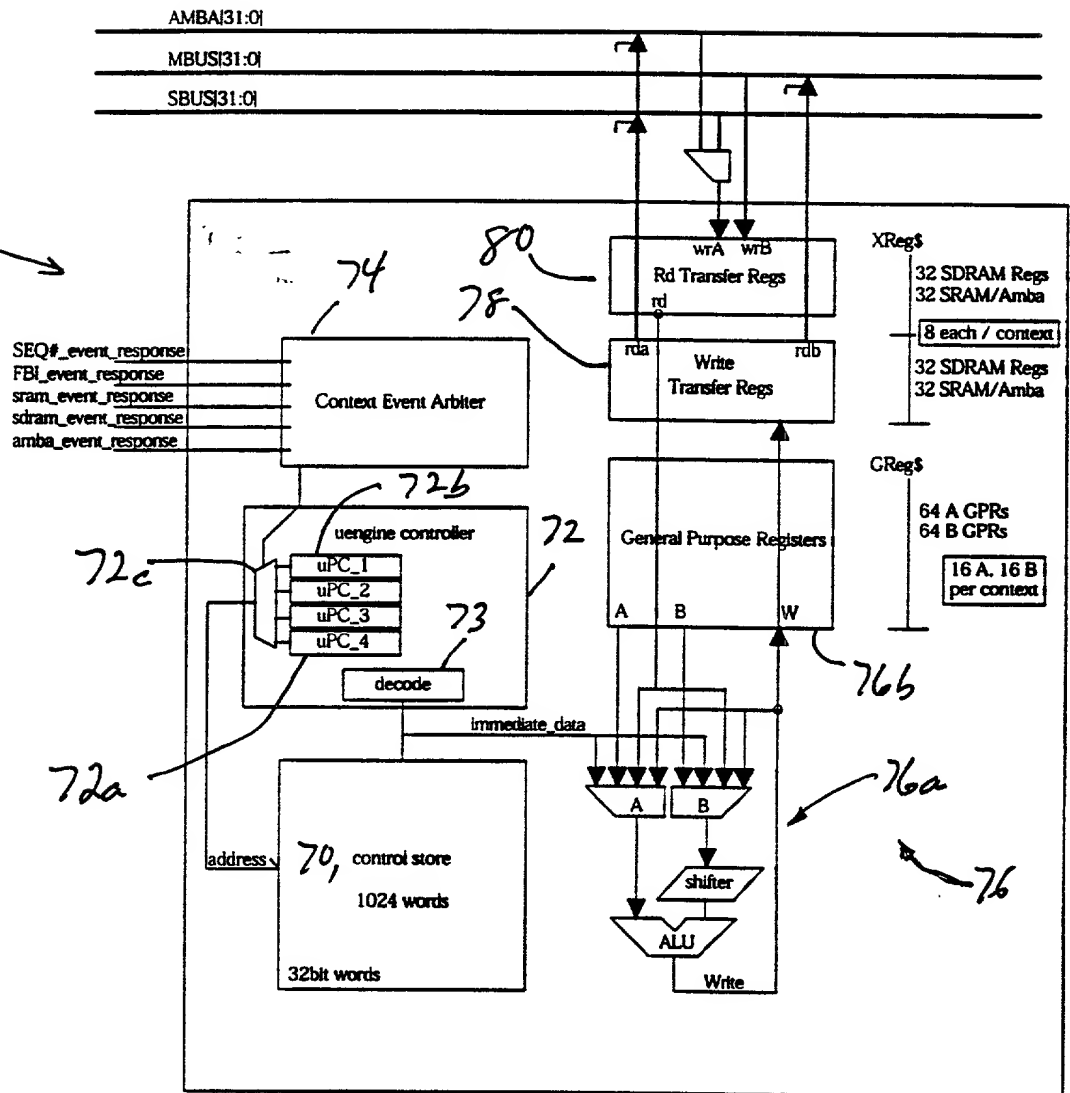 AMBA[31:0]
MBUS[31:0]
SBUS[31:0]
80
wrA wrB
Rd Transfer Regs
rd
XReg$
32 SDRAM Regs
32 SRAM/Amba
8 each / context
32 SDRAM Regs
32 SRAM/Amba
74
78
SEQ#_event_response
FBI_event_response
sram_event_response
sdram_event_response
amba_event_response
Context Event Arbiter
rda
rdb
Write
Transfer Regs
72b
GReg$
64 A GPRs
64 B GPRs
16 A, 16 B
per context
uengine controller
72
72c
uPC_1
uPC_2
uPC_3
uPC_4
73
decode
General Purpose Registers
A
B
W
76b
immediate_data
72a
A
B
76a
76
address
70,
control store
1024 words
32bit words
shifter
ALU
Write